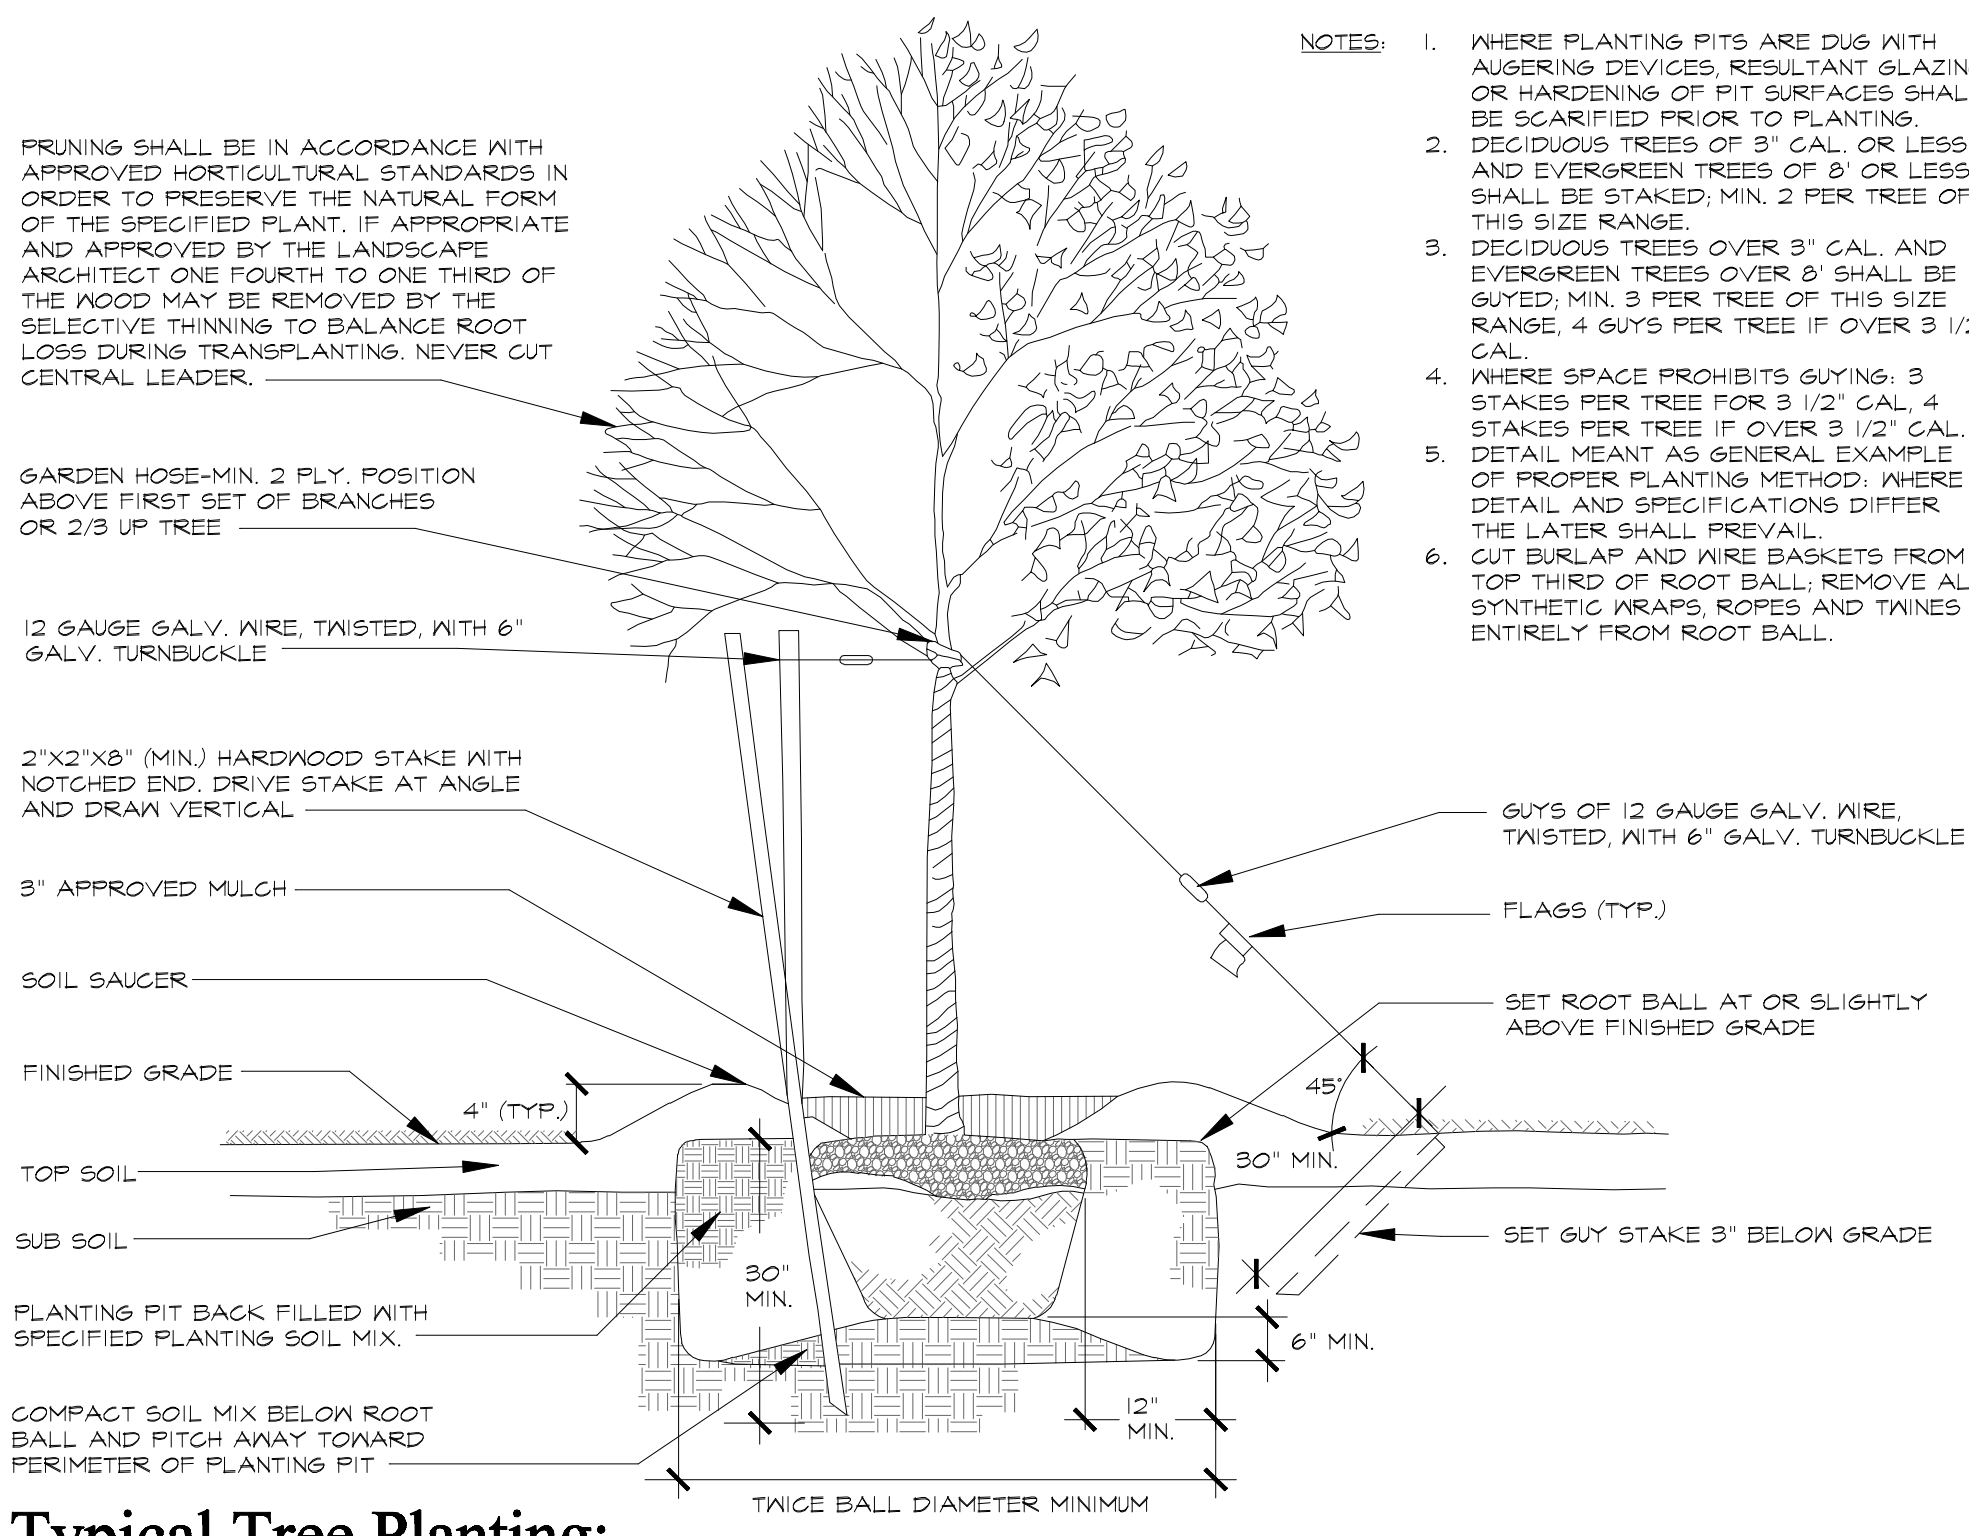 PRUNING SHALL BE IN ACCORDANCE WITH
APPROVED HORTICULTURAL STANDARDS IN
ORDER TO PRESERVE THE NATURAL FORM
OF THE SPECIFIED PLANT. IF APPROPRIATE
AND APPROVED BY THE LANDSCAPE
ARCHITECT ONE FOURTH TO ONE THIRD OF
THE WOOD MAY BE REMOVED BY THE
SELECTIVE THINNING TO BALANCE ROOT
LOSS DURING TRANSPLANTING. NEVER CUT
CENTRAL LEADER.
GARDEN HOSE-MIN. 2 PLY. POSITION
ABOVE FIRST SET OF BRANCHES
OR 2/3 UP TREE
12 GAUGE GALV. WIRE, TWISTED, WITH 6"
GALV. TURNBUCKLE
2"X2"X8" (MIN.) HARDWOOD STAKE WITH
NOTCHED END. DRIVE STAKE AT ANGLE
AND DRAW VERTICAL
3" APPROVED MULCH
SOIL SAUCER
FINISHED GRADE
4" (TYP.)
TOP SOIL
SUB SOIL
PLANTING PIT BACK FILLED WITH
SPECIFIED PLANTING SOIL MIX.
COMPACT SOIL MIX BELOW ROOT
BALL AND PITCH AWAY TOWARD
PERIMETER OF PLANTING PIT
30"
MIN.
NOTES: 1. WHERE PLANTING PITS ARE DUG WITH
AUGERING DEVICES, RESULTANT GLAZIN
OR HARDENING OF PIT SURFACES SHAL
BE SCARIFIED PRIOR TO PLANTING.
2. DECIDUOUS TREES OF 3" CAL. OR LESS
AND EVERGREEN TREES OF 8' OR LESS
SHALL BE STAKED; MIN. 2 PER TREE OF
THIS SIZE RANGE.
3. DECIDUOUS TREES OVER 3" CAL. AND
EVERGREEN TREES OVER 8' SHALL BE
GUYED; MIN. 3 PER TREE OF THIS SIZE
RANGE, 4 GUYS PER TREE IF OVER 3 1/2
CAL.
4. WHERE SPACE PROHIBITS GUYING: 3
STAKES PER TREE FOR 3 1/2" CAL, 4
STAKES PER TREE IF OVER 3 1/2" CAL.
5. DETAIL MEANT AS GENERAL EXAMPLE
OF PROPER PLANTING METHOD: WHERE
DETAIL AND SPECIFICATIONS DIFFER
THE LATER SHALL PREVAIL.
6. CUT BURLAP AND WIRE BASKETS FROM
TOP THIRD OF ROOT BALL; REMOVE AL
SYNTHETIC WRAPS, ROPES AND TWINES
ENTIRELY FROM ROOT BALL.
GUYS OF 12 GAUGE GALV. WIRE,
TWISTED, WITH 6" GALV. TURNBUCKLE
FLAGS (TYP.)
SET ROOT BALL AT OR SLIGHTLY
ABOVE FINISHED GRADE
45°
30" MIN.
SET GUY STAKE 3" BELOW GRADE
6" MIN.
12"
MIN.
TWICE BALL DIAMETER MINIMUM
Typical Tree Planting: